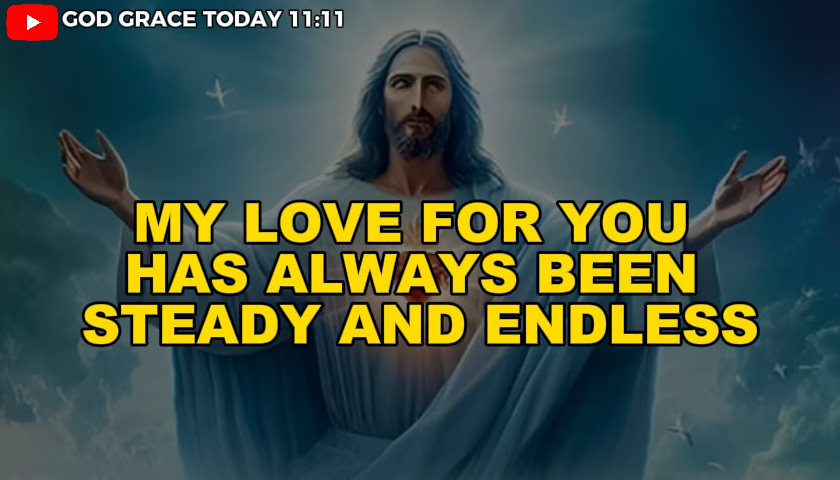 GOD GRACE TODAY 11:11
MY LOVE FOR YOU
HAS ALWAYS BEEN
STEADY AND ENDLESS